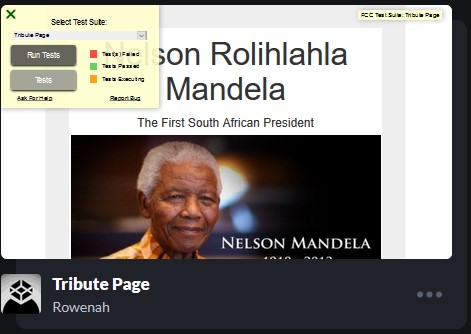 Select Test Suite:
FCC Test Suite: Tribute Page
Tribute Page
Run Tests
Test(s) Failed
Tests Passed
Tests
Tests Executing
Ask For Help
Report Bug
Nelson Rolihlahla
Mandela
The First South African President
NELSON MANDELA
1918 - 2013
Tribute Page
Rowenah